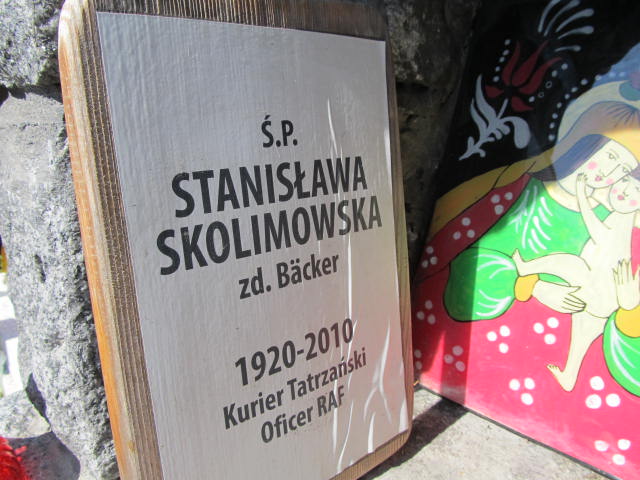 Ś.P.
STANISŁAWA
SKOLIMOWSKA
zd. Bäcker
1920-2010
Kurier Tatrzański
Oficer RAF